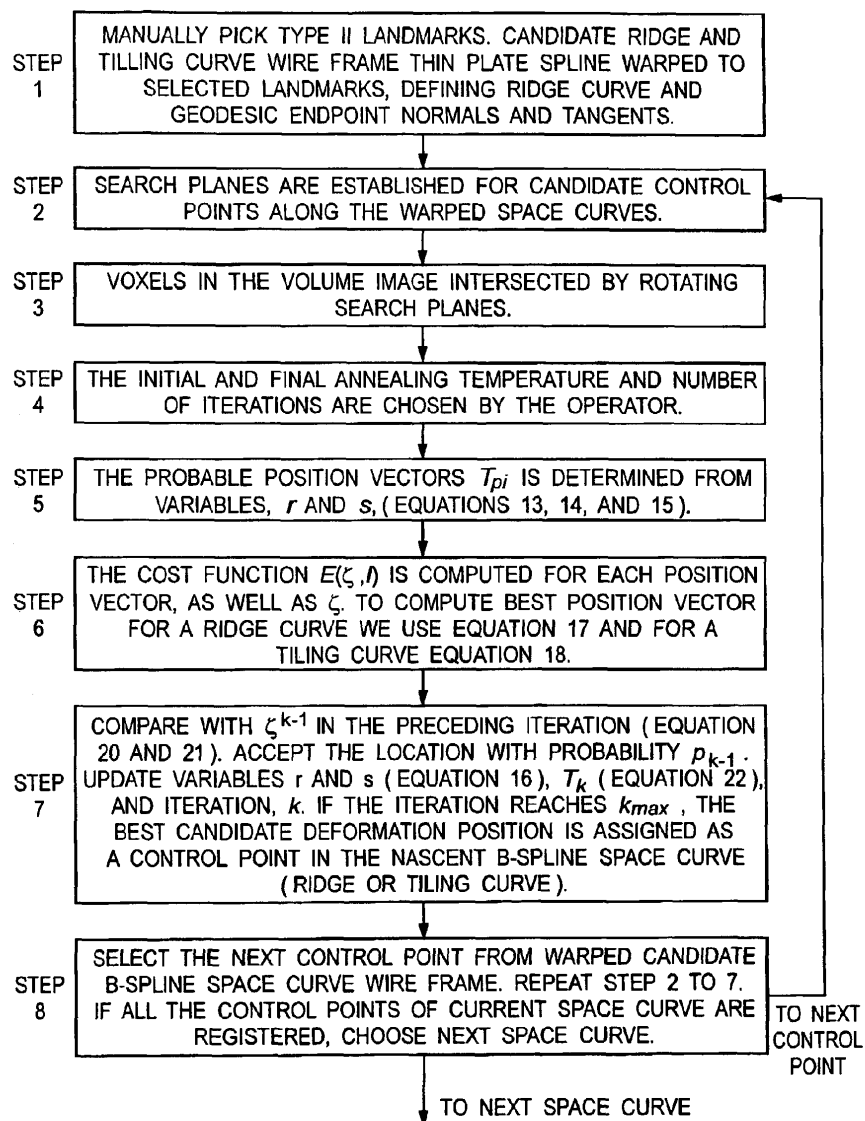 STEP 1
MANUALLY PICK TYPE II LANDMARKS. CANDIDATE RIDGE AND
TILLING CURVE WIRE FRAME THIN PLATE SPLINE WARPED TO
SELECTED LANDMARKS, DEFINING RIDGE CURVE AND
GEODESIC ENDPOINT NORMALS AND TANGENTS.
STEP 2
SEARCH PLANES ARE ESTABLISHED FOR CANDIDATE CONTROL
POINTS ALONG THE WARPED SPACE CURVES.
STEP 3
VOXELS IN THE VOLUME IMAGE INTERSECTED BY ROTATING
SEARCH PLANES.
STEP 4
THE INITIAL AND FINAL ANNEALING TEMPERATURE AND NUMBER
OF ITERATIONS ARE CHOSEN BY THE OPERATOR.
STEP 5
THE PROBABLE POSITION VECTORS T_{pi} IS DETERMINED FROM
VARIABLES, r AND s, (EQUATIONS 13, 14, AND 15).
STEP 6
THE COST FUNCTION E(ζ,I) IS COMPUTED FOR EACH POSITION
VECTOR, AS WELL AS ζ. TO COMPUTE BEST POSITION VECTOR
FOR A RIDGE CURVE WE USE EQUATION 17 AND FOR A
TILING CURVE EQUATION 18.
STEP 7
COMPARE WITH ζ^{k-1} IN THE PRECEDING ITERATION (EQUATION
20 AND 21). ACCEPT THE LOCATION WITH PROBABILITY p_{k-1}.
UPDATE VARIABLES r AND s (EQUATION 16), T_k (EQUATION 22),
AND ITERATION, k. IF THE ITERATION REACHES k_{max}, THE
BEST CANDIDATE DEFORMATION POSITION IS ASSIGNED AS
A CONTROL POINT IN THE NASCENT B-SPLINE SPACE CURVE
(RIDGE OR TILING CURVE).
STEP 8
SELECT THE NEXT CONTROL POINT FROM WARPED CANDIDATE
B-SPLINE SPACE CURVE WIRE FRAME. REPEAT STEP 2 TO 7.
IF ALL THE CONTROL POINTS OF CURRENT SPACE CURVE ARE
REGISTERED, CHOOSE NEXT SPACE CURVE.
TO NEXT
CONTROL
POINT
TO NEXT SPACE CURVE